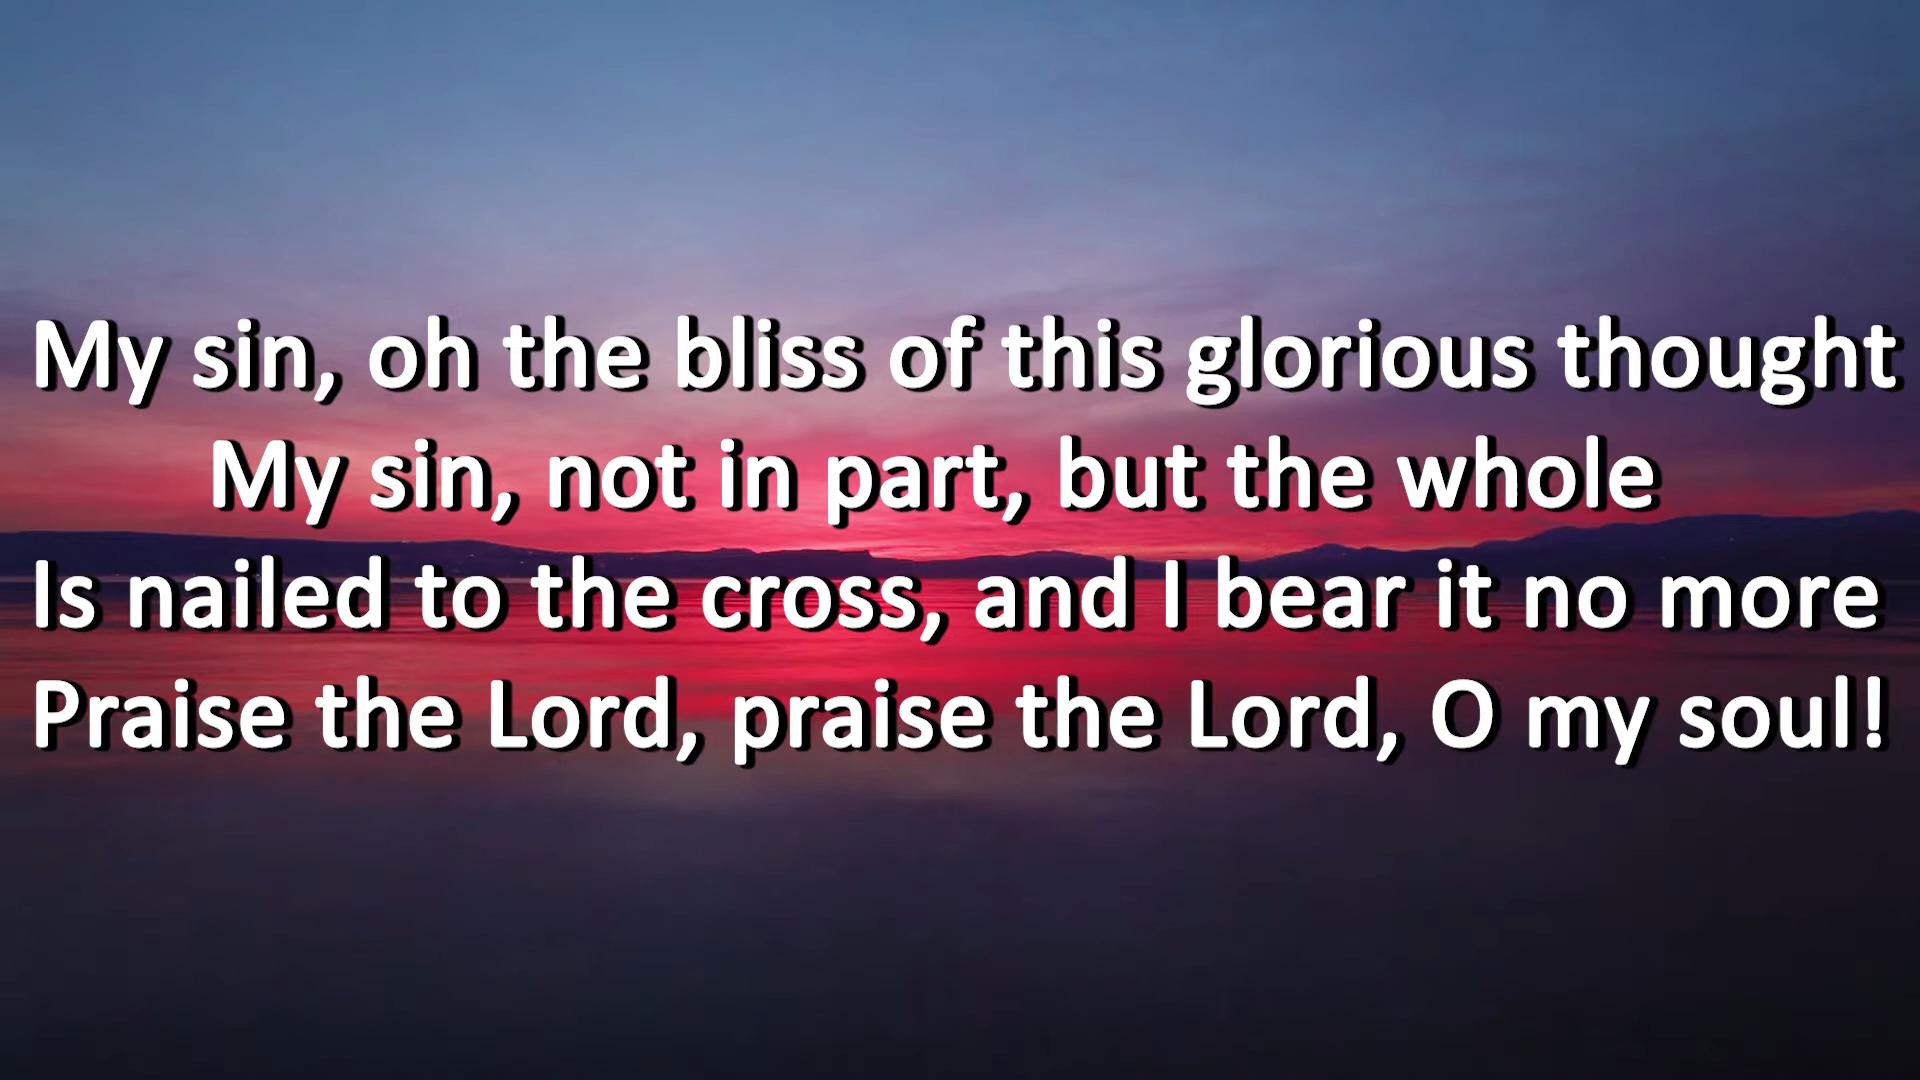 My sin, oh the bliss of this glorious thought
My sin, not in part, but the whole
Is nailed to the cross, and I bear it no more
Praise the Lord, praise the Lord, O my soul!